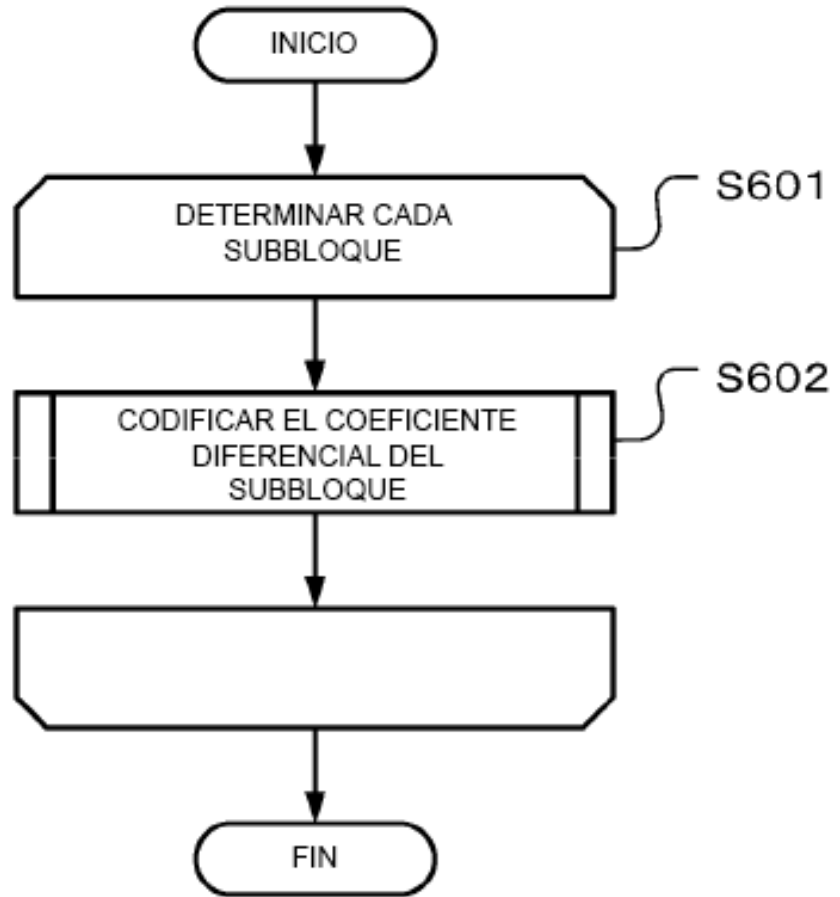 INICIO
DETERMINAR CADA
SUBBLOQUE
S601
CODIFICAR EL COEFICIENTE
DIFERENCIAL DEL
SUBBLOQUE
S602
FIN